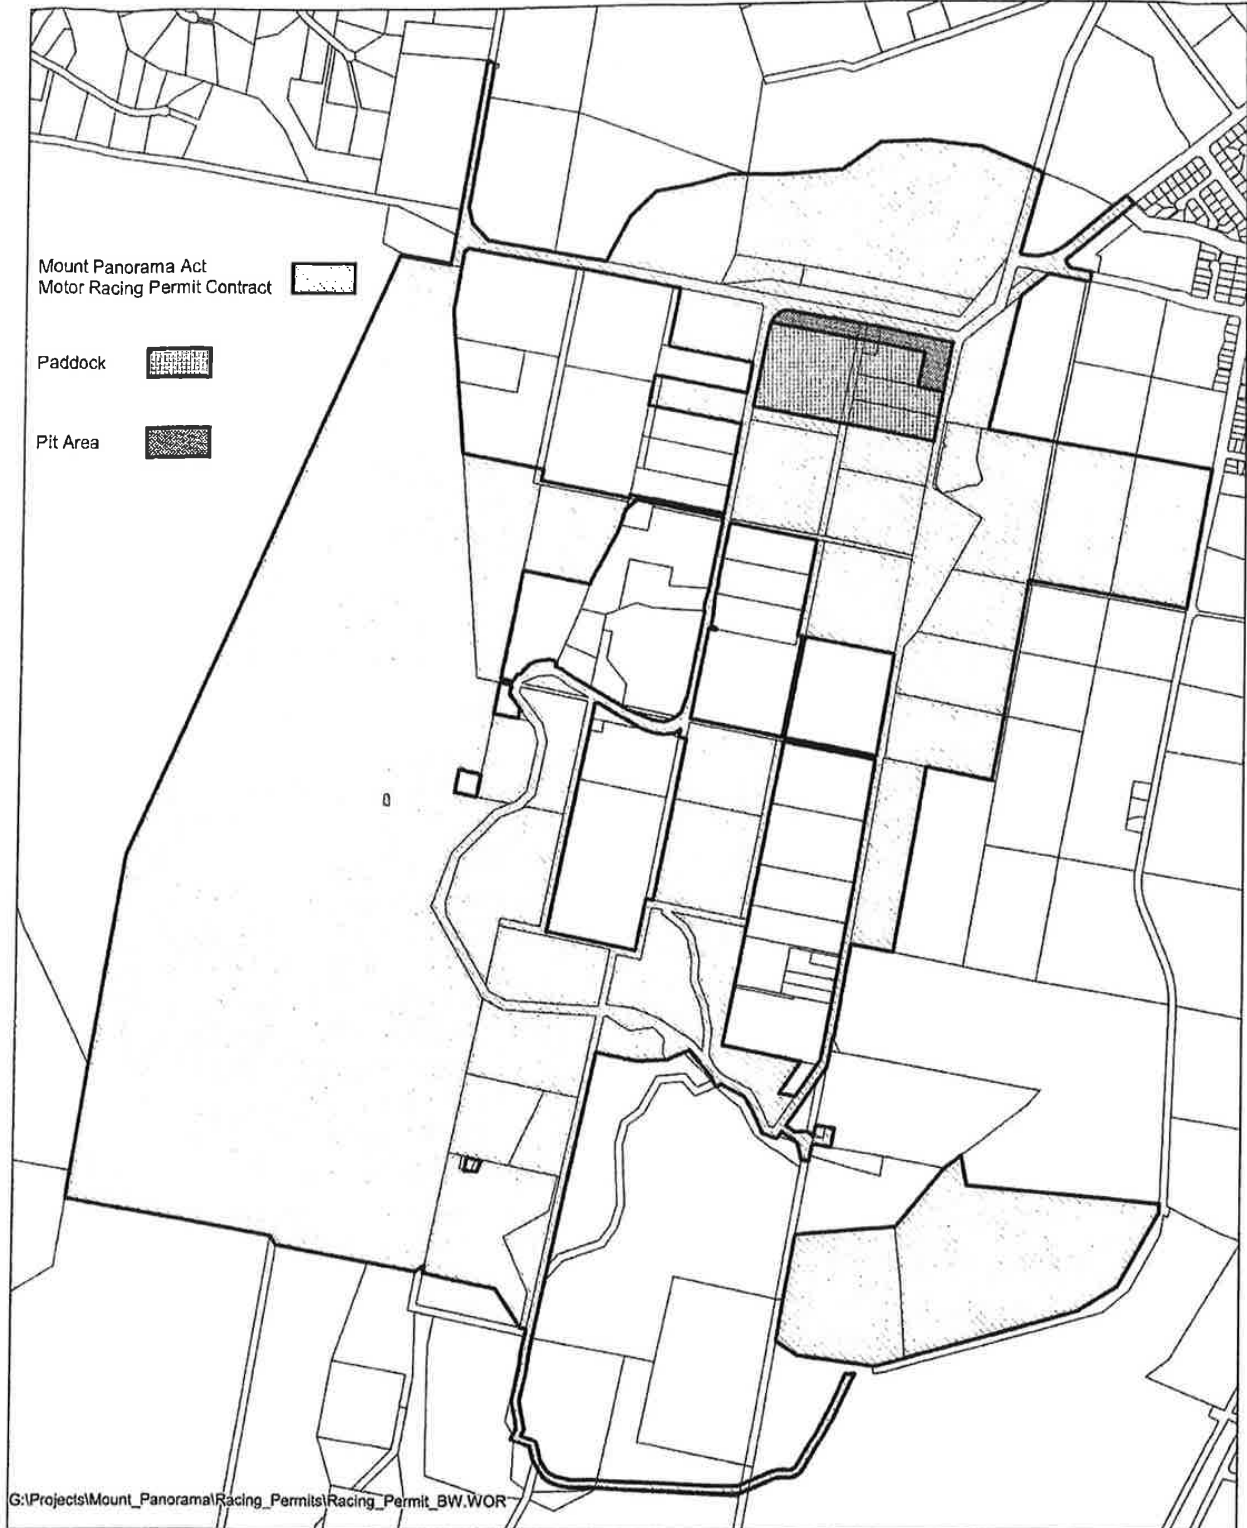 Mount Panorama Act
Motor Racing Permit Contract
Paddock
Pit Area
G:\Projects\Mount_Panorama\Racing_Permits\Racing_Permit_BW.WOR